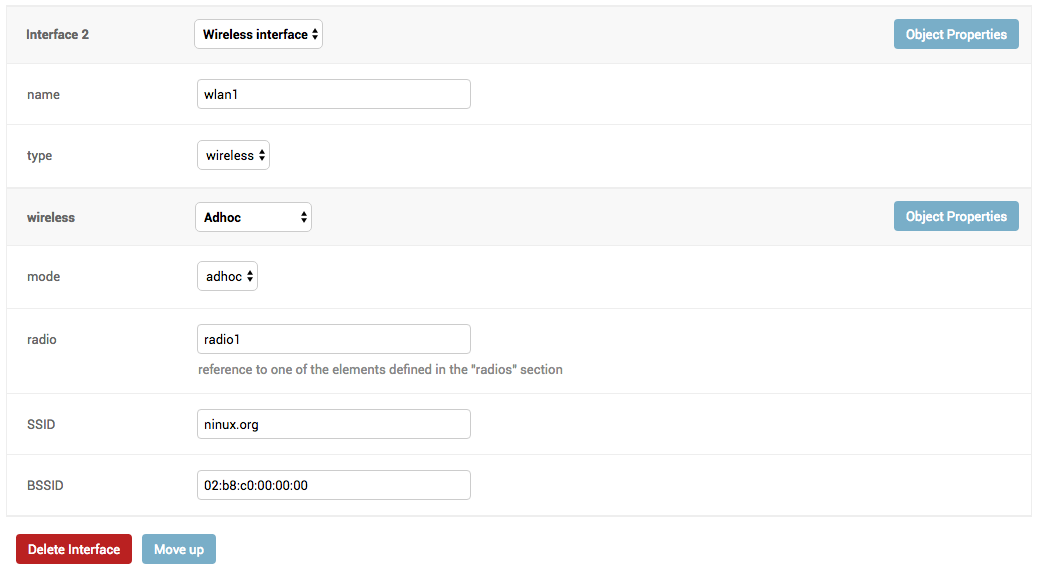 Interface 2 Wireless interface Object Properties
name wlan1
type wireless
wireless Adhoc Object Properties
mode adhoc
radio radio1
reference to one of the elements defined in the "radios" section
SSID ninux.org
BSSID 02:b8:c0:00:00:00
Delete Interface Move up